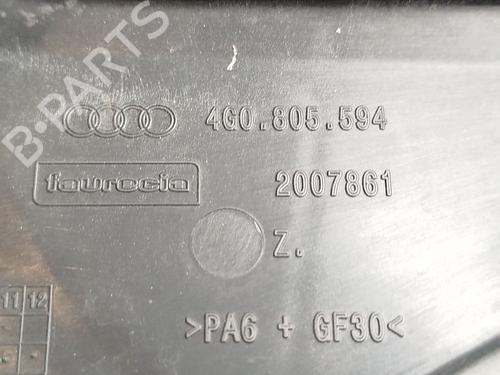 B-PARTS
4G0.805.594
faurecia
2007861
Z.
11 12
>PA6 + GF30<